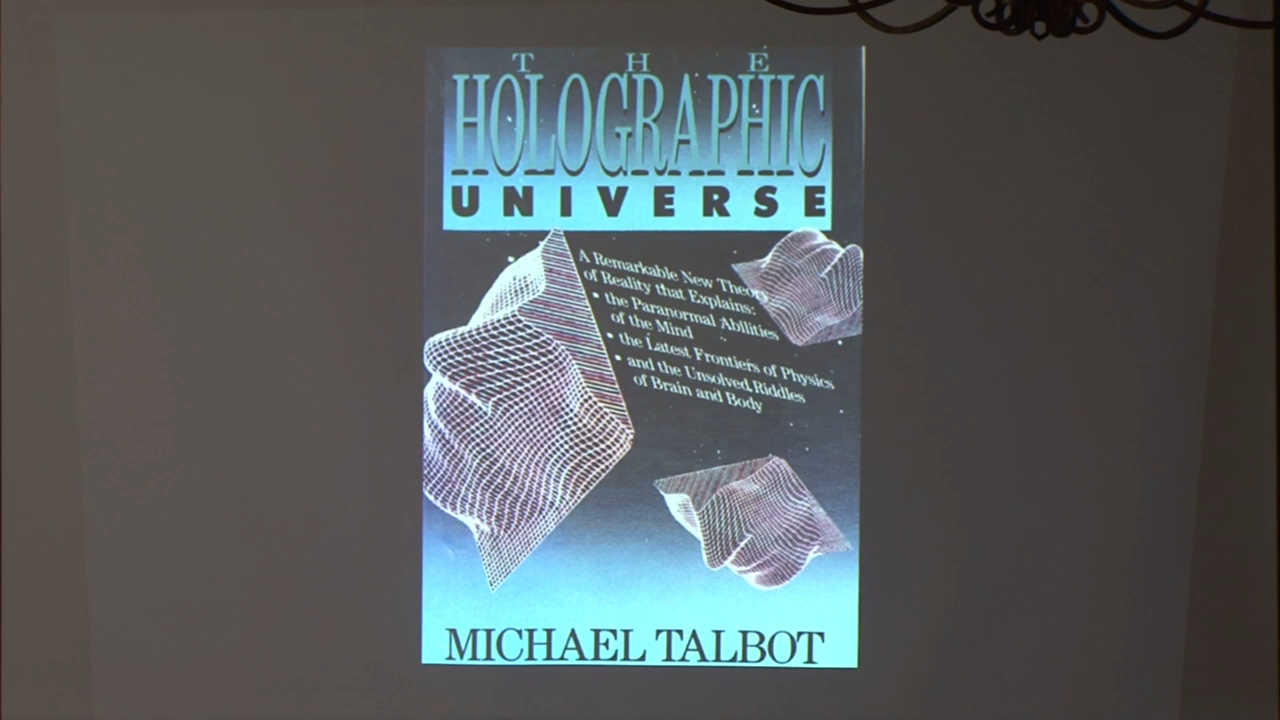 THE
HOLOGRAPHIC
UNIVERSE
A Remarkable New Theory
of Reality that Explains:
• the Paranormal Abilities
of the Mind
• the Latest Frontiers of Physics
• and the Unsolved Riddles
of Brain and Body
MICHAEL TALBOT